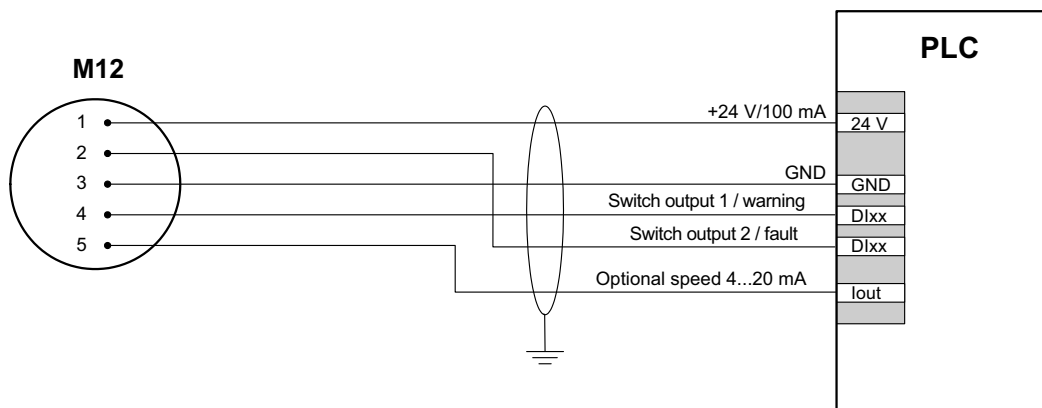 PLC
M12
1
+24 V/100 mA
24 V
2
3
GND
GND
4
Switch output 1 / warning
DIxx
5
Switch output 2 / fault
DIxx
Optional speed 4...20 mA
Iout